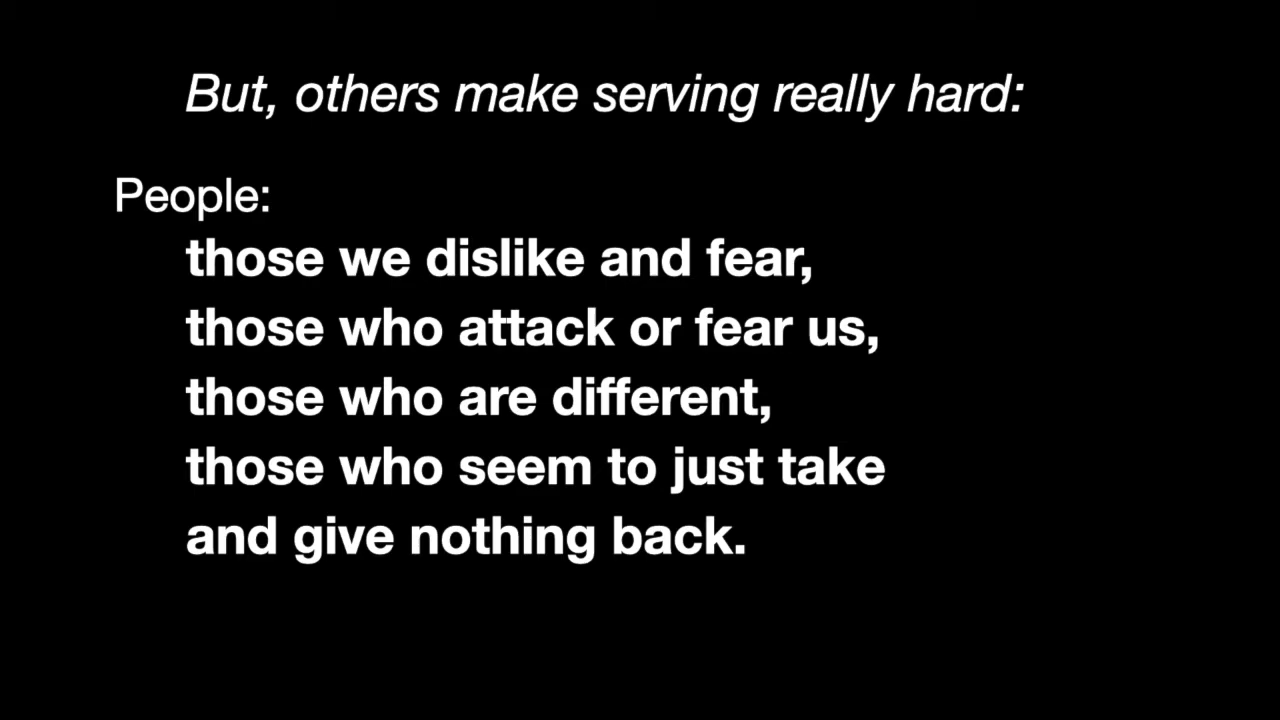 But, others make serving really hard:
People:
those we dislike and fear,
those who attack or fear us,
those who are different,
those who seem to just take
and give nothing back.